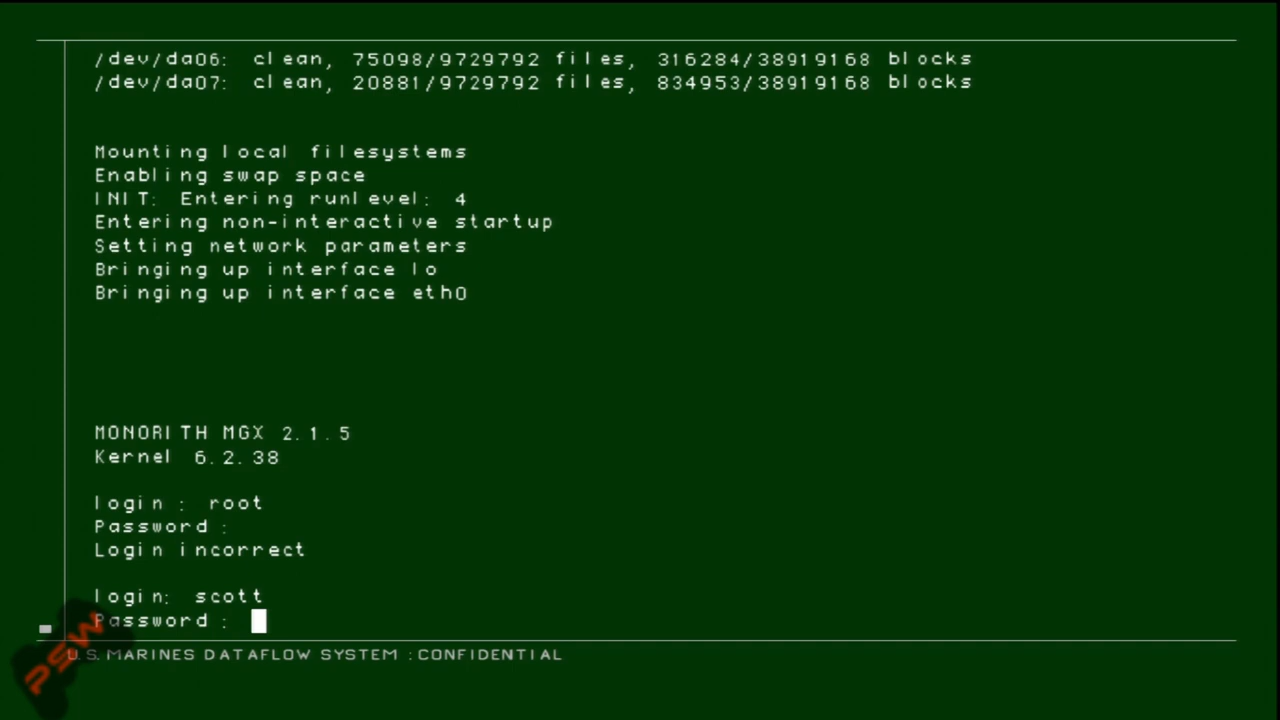 /dev/da06: clean, 75098/9729792 files, 316284/38919168 blocks
/dev/da07: clean, 20881/9729792 files, 834953/38919168 blocks
Mounting local filesystems
Enabling swap space
INIT: Entering runlevel: 4
Entering non-interactive startup
Setting network parameters
Bringing up interface lo
Bringing up interface eth0
MONORITH MGX 2.1.5
Kernel 6.2.38
login : root
Password :
Login incorrect
login: scott
Password :
PSW
U.S.MARINES DATAFLOW SYSTEM :CONFIDENTIAL